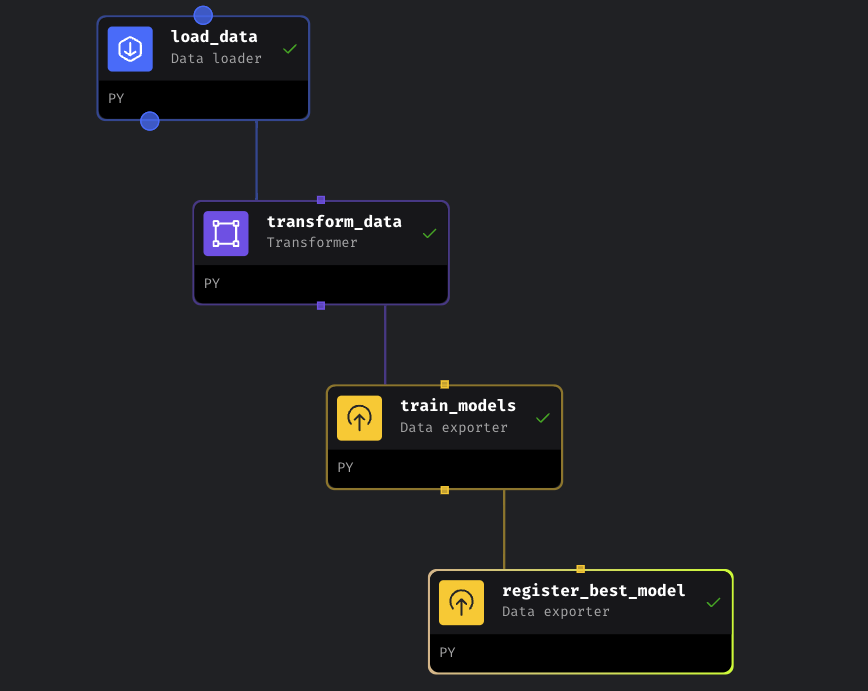 load_data
Data loader
PY
transform_data
Transformer
PY
train_models
Data exporter
PY
register_best_model
Data exporter
PY